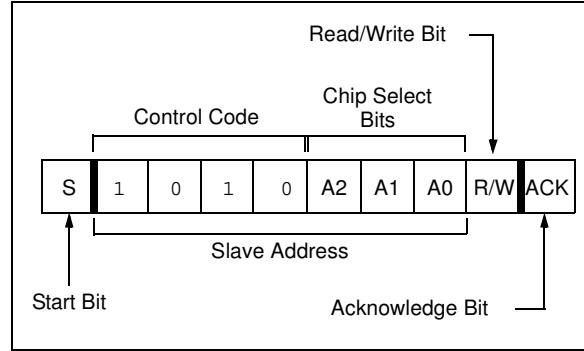 Read/Write Bit
Chip Select
Control Code
Bits
S 1 0 1 0 A2 A1 A0 R/W ACK
Slave Address
Start Bit
Acknowledge Bit